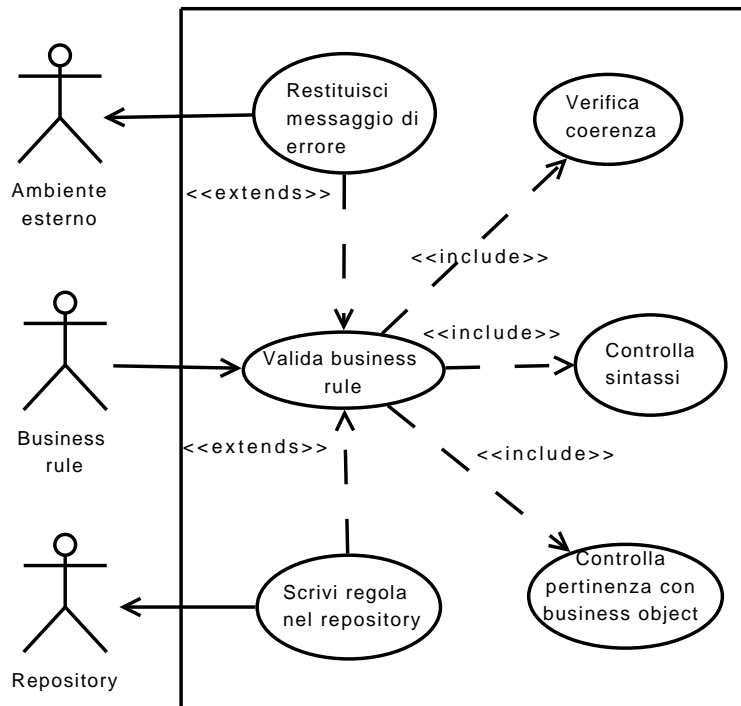 Restituisci
messaggio di
errore
Verifica
coerenza
Ambiente
esterno
<<extends>>
<<include>>
<<include>>
Valida business
rule
Controlla
sintassi
Business
rule
<<extends>>
<<include>>
Scrivi regola
nel repository
Controlla
pertinenza con
business object
Repository